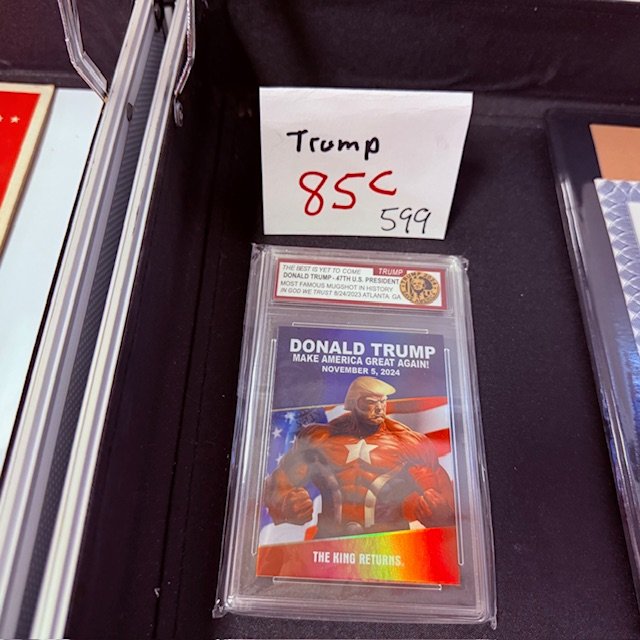 Trump
85c
599
THE BEST IS YET TO COME TRUMP
DONALD TRUMP - 47TH U.S. PRESIDENT
MOST FAMOUS MUGSHOT IN HISTORY
IN GOD WE TRUST 8/24/2023 ATLANTA, GA
DONALD TRUMP
MAKE AMERICA GREAT AGAIN!
NOVEMBER 5, 2024
THE KING RETURNS.